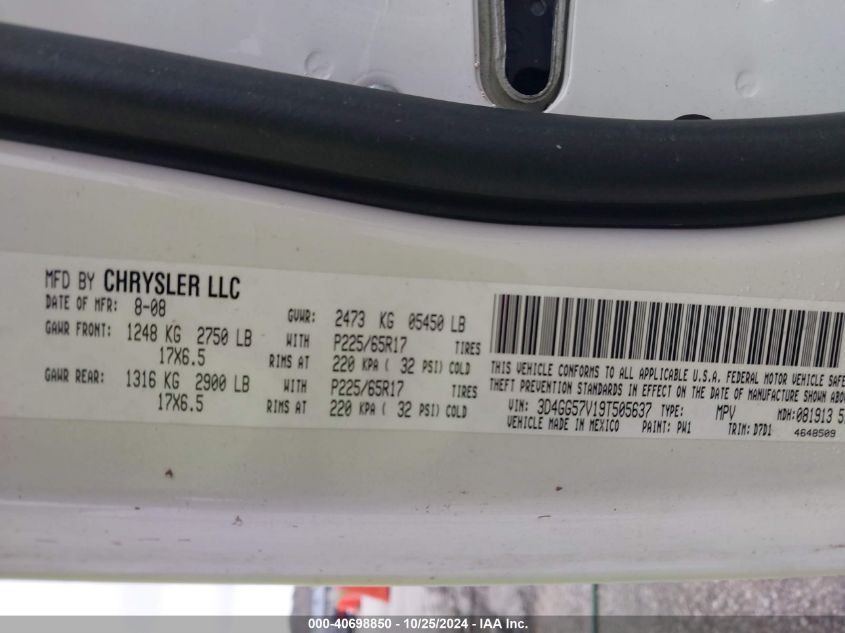 MFD BY CHRYSLER LLC
DATE OF MFR: 8-08 GVWR: 2473 KG 05450 LB
GAWR FRONT: 1248 KG 2750 LB WITH P225/65R17 TIRES
17X6.5 RIMS AT 220 KPA ( 32 PSI) COLD
GAWR REAR: 1316 KG 2900 LB WITH P225/65R17 TIRES
17X6.5 RIMS AT 220 KPA ( 32 PSI) COLD
THIS VEHICLE CONFORMS TO ALL APPLICABLE U.S.A. FEDERAL MOTOR VEHICLE SAFE
THEFT PREVENTION STANDARDS IN EFFECT ON THE DATE OF MANUFACTURE SHOWN ABO
VIN: 3D4GG57V19T505637 TYPE: MPV MDH: 081913 5
VEHICLE MADE IN MEXICO PAINT: PW1 TRIM: D7D1 4648509
000-40698850 - 10/25/2024 - IAA Inc.